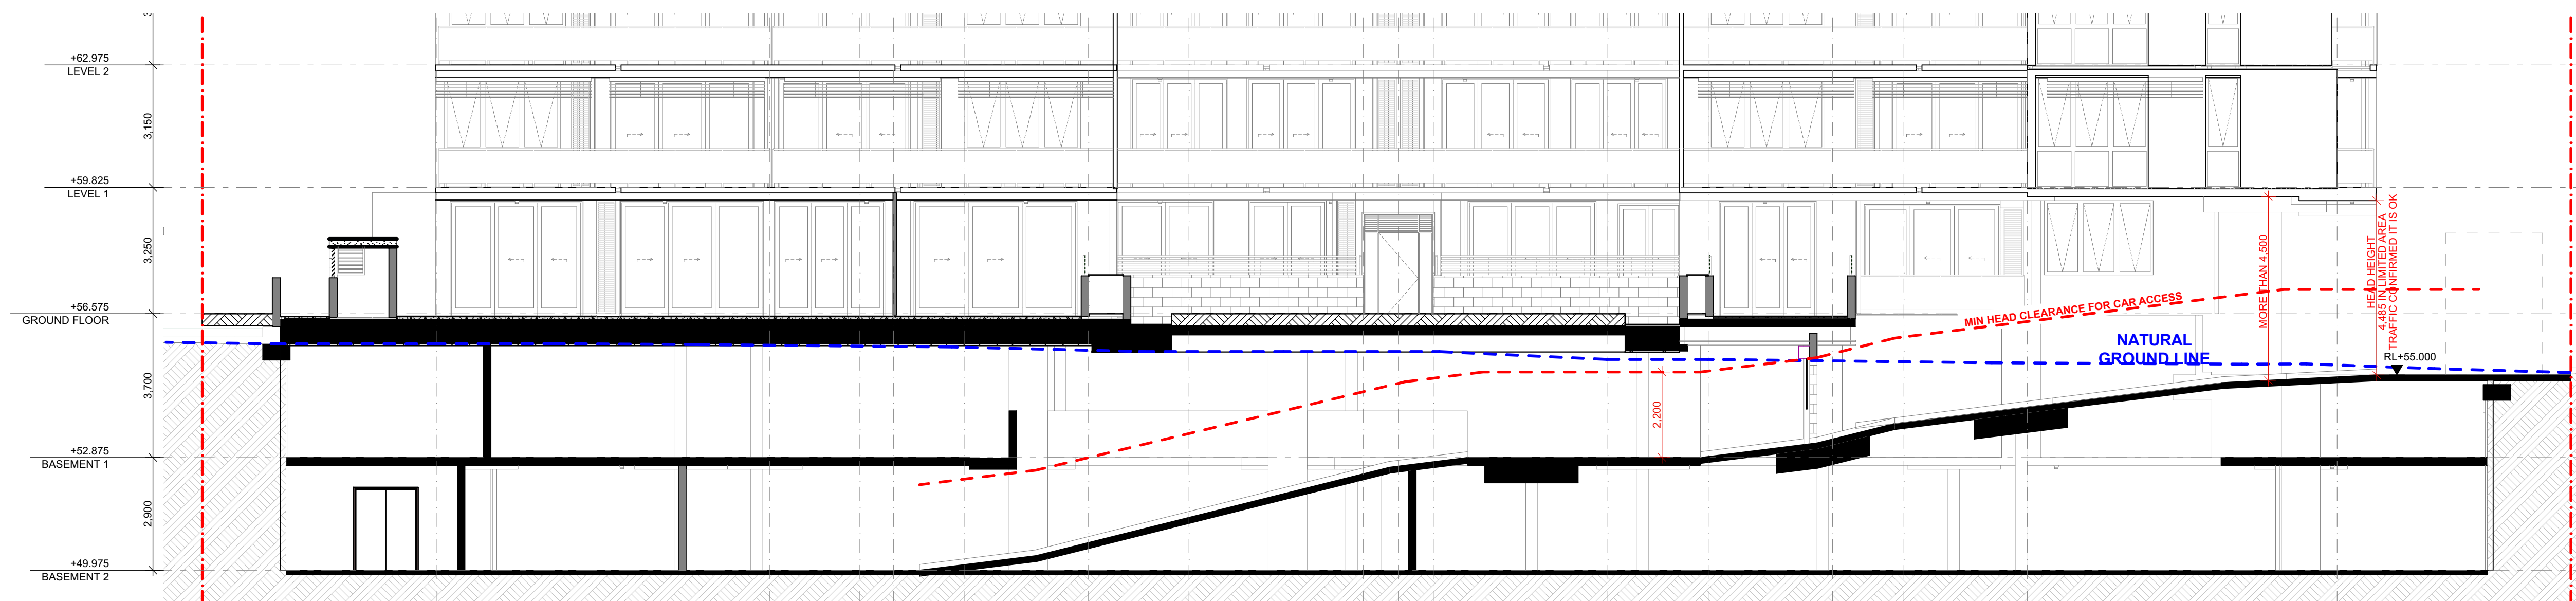 +62.975
LEVEL 2
3,150
+59.825
LEVEL 1
3,250
+56.575
GROUND FLOOR
3,700
+52.875
BASEMENT 1
2,900
+49.975
BASEMENT 2
2,200
MIN HEAD CLEARANCE FOR CAR ACCESS
NATURAL
GROUND LINE
MORE THAN 4,500
HEAD HEIGHT
4.485 IN LIMITED AREA
TRAFFIC CONFIRMED IT IS OK
RL+55.000